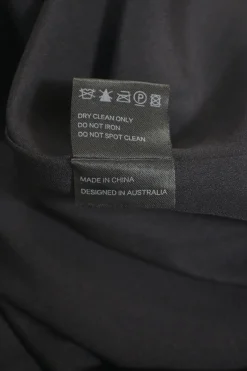 P
DRY CLEAN ONLY
DO NOT IRON
DO NOT SPOT CLEAN
MADE IN CHINA
DESIGNED IN AUSTRALIA